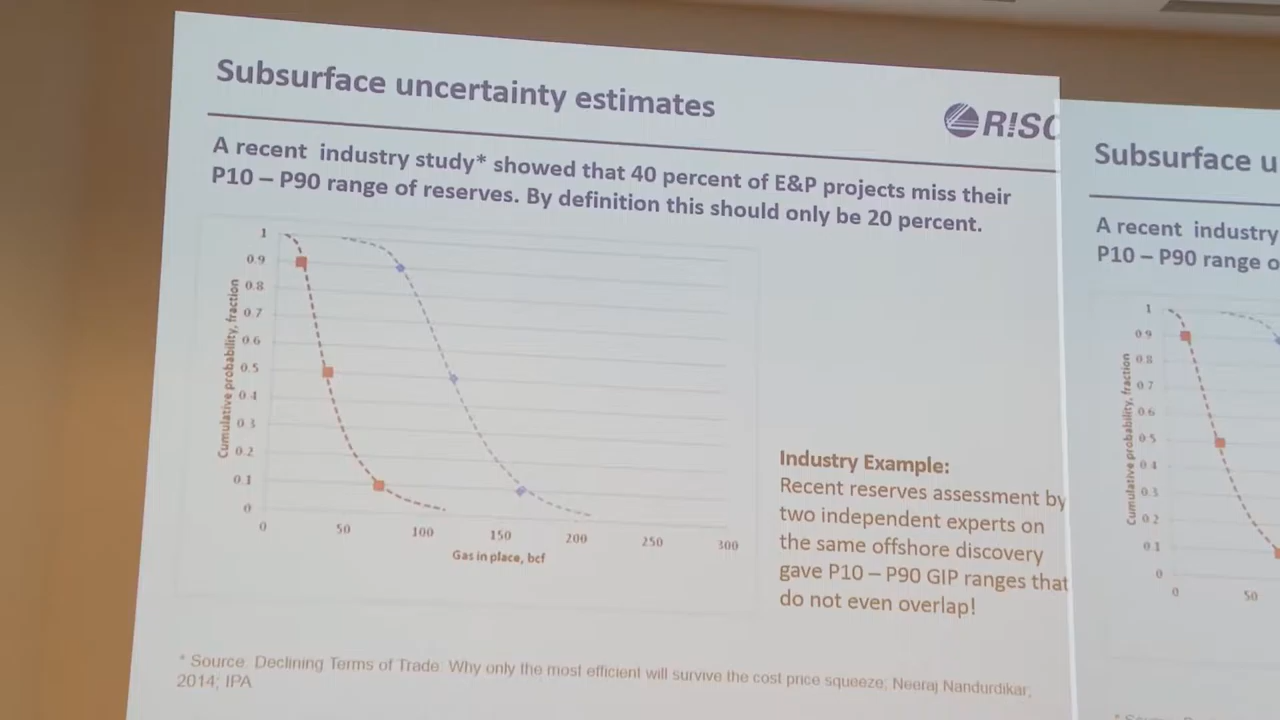 Subsurface uncertainty estimates
R!SC
A recent industry study* showed that 40 percent of E&P projects miss their
P10 – P90 range of reserves. By definition this should only be 20 percent.
1
0.9
0.8
0.7
0.6
0.5
0.4
0.3
0.2
0.1
0
Cumulative probability, fraction
0 50 100 150 200 250 300
Gas in place, bcf
Industry Example:
Recent reserves assessment by
two independent experts on
the same offshore discovery
gave P10 – P90 GIP ranges that
do not even overlap!
* Source: Declining Terms of Trade: Why only the most efficient will survive the cost price squeeze; Neeraj Nandurdikar,
2014; IPA
Subsurface u
A recent industry
P10 – P90 range o
1
0.9
0.8
0.7
0.6
0.5
0.4
0.3
0.2
0.1
0
Cumulative probability, fraction
0 50